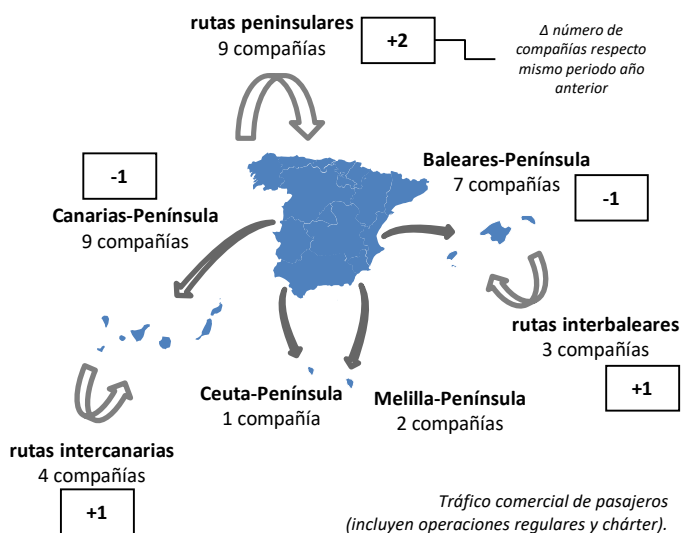 rutas peninsulares
9 compañías
+2
Δ número de
compañías respecto
mismo periodo año
anterior
-1
Canarias-Península
9 compañías
Baleares-Península
7 compañías
-1
rutas interbaleares
3 compañías
+1
Ceuta-Península
1 compañía
Melilla-Península
2 compañías
rutas intercanarias
4 compañías
+1
Tráfico comercial de pasajeros
(incluyen operaciones regulares y chárter).